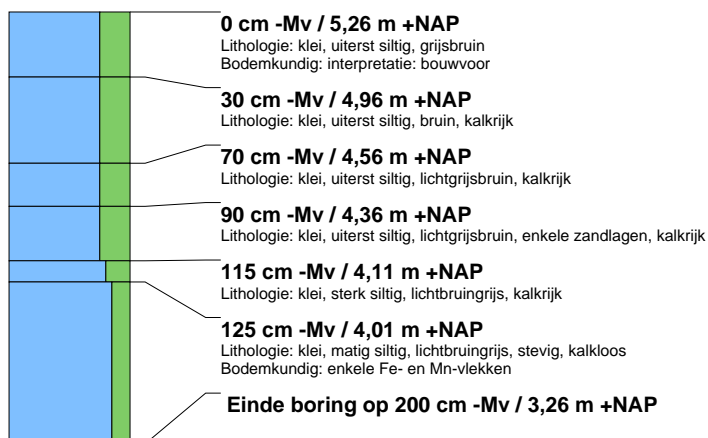 0 cm -Mv / 5,26 m +NAP
Lithologie: klei, uiterst siltig, grijsbruin
Bodemkundig: interpretatie: bouwvoor
30 cm -Mv / 4,96 m +NAP
Lithologie: klei, uiterst siltig, bruin, kalkrijk
70 cm -Mv / 4,56 m +NAP
Lithologie: klei, uiterst siltig, lichtgrijsbruin, kalkrijk
90 cm -Mv / 4,36 m +NAP
Lithologie: klei, uiterst siltig, lichtgrijsbruin, enkele zandlagen, kalkrijk
115 cm -Mv / 4,11 m +NAP
Lithologie: klei, sterk siltig, lichtbruingrijs, kalkrijk
125 cm -Mv / 4,01 m +NAP
Lithologie: klei, matig siltig, lichtbruingrijs, stevig, kalkloos
Bodemkundig: enkele Fe- en Mn-vlekken
Einde boring op 200 cm -Mv / 3,26 m +NAP